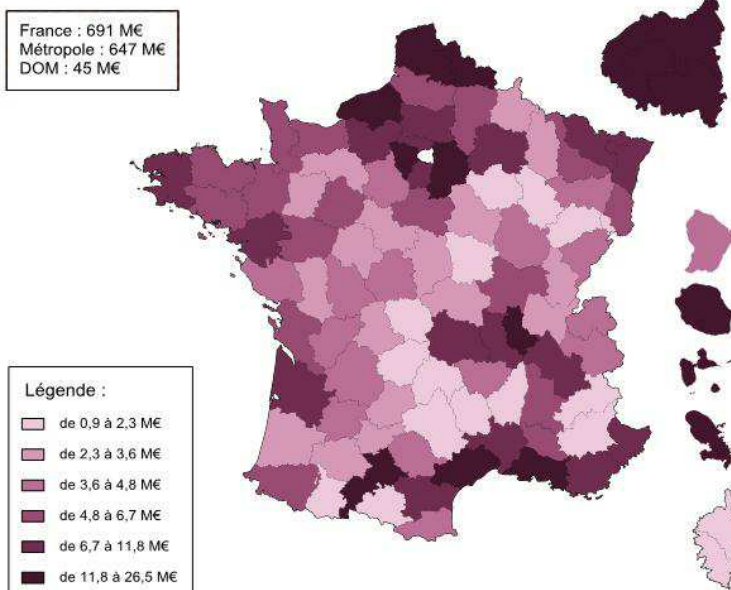 France : 691 M€
Métropole : 647 M€
DOM : 45 M€
Légende :
de 0,9 à 2,3 M€
de 2,3 à 3,6 M€
de 3,6 à 4,8 M€
de 4,8 à 6,7 M€
de 6,7 à 11,8 M€
de 11,8 à 26,5 M€